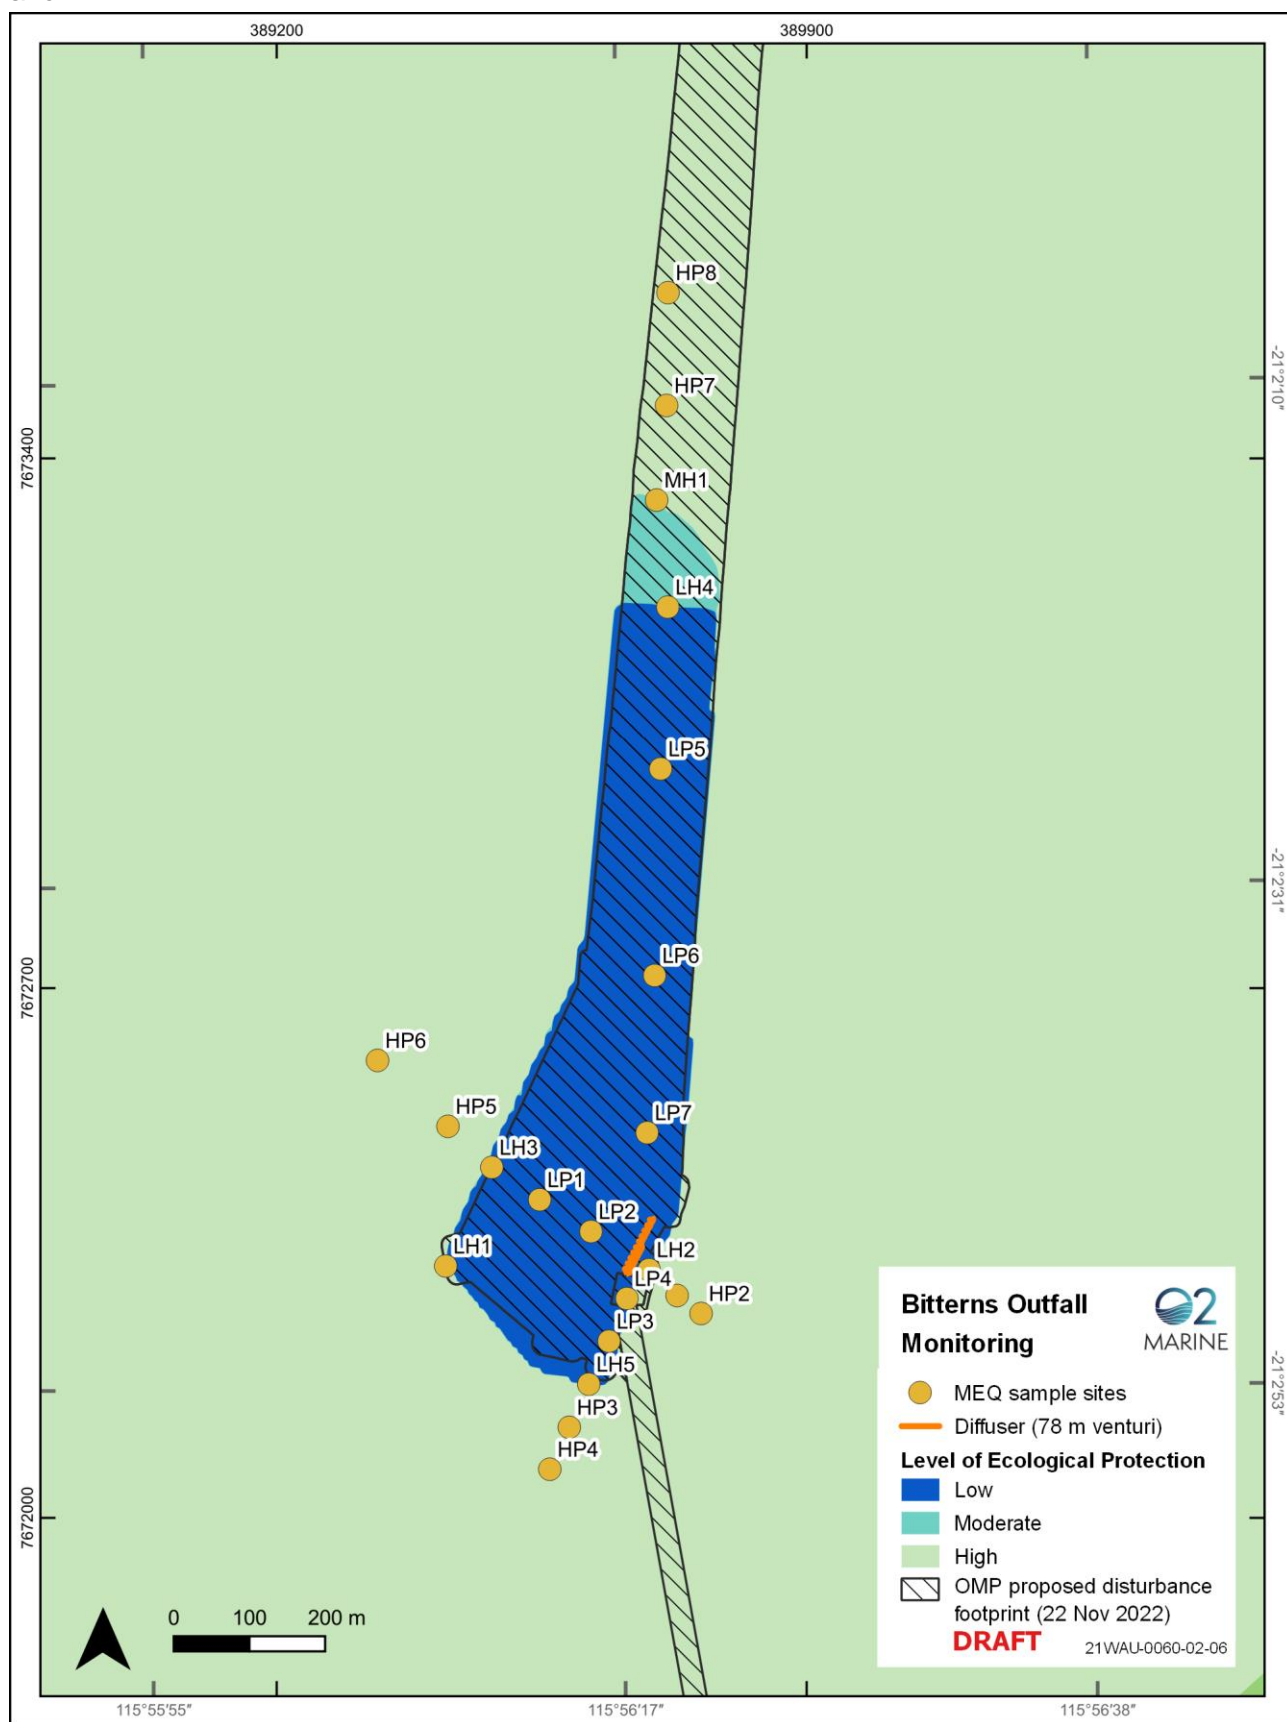 389200
389900
HP8
-21°2'10"
HP7
7673400
MH1
LH4
LP5
-21°2'31"
LP6
7672700
HP6
HP5
LP7
LH3
LP1
LP2
LH1
LH2
LP4
HP2
LP3
LH5
HP3
-21°2'53"
HP4
7672000
Bitterns Outfall
Monitoring
O2
MARINE
MEQ sample sites
Diffuser (78 m venturi)
Level of Ecological Protection
Low
Moderate
High
OMP proposed disturbance
footprint (22 Nov 2022)
DRAFT
21WAU-0060-02-06
0 100 200 m
115°55'55"
115°56'17"
115°56'38"